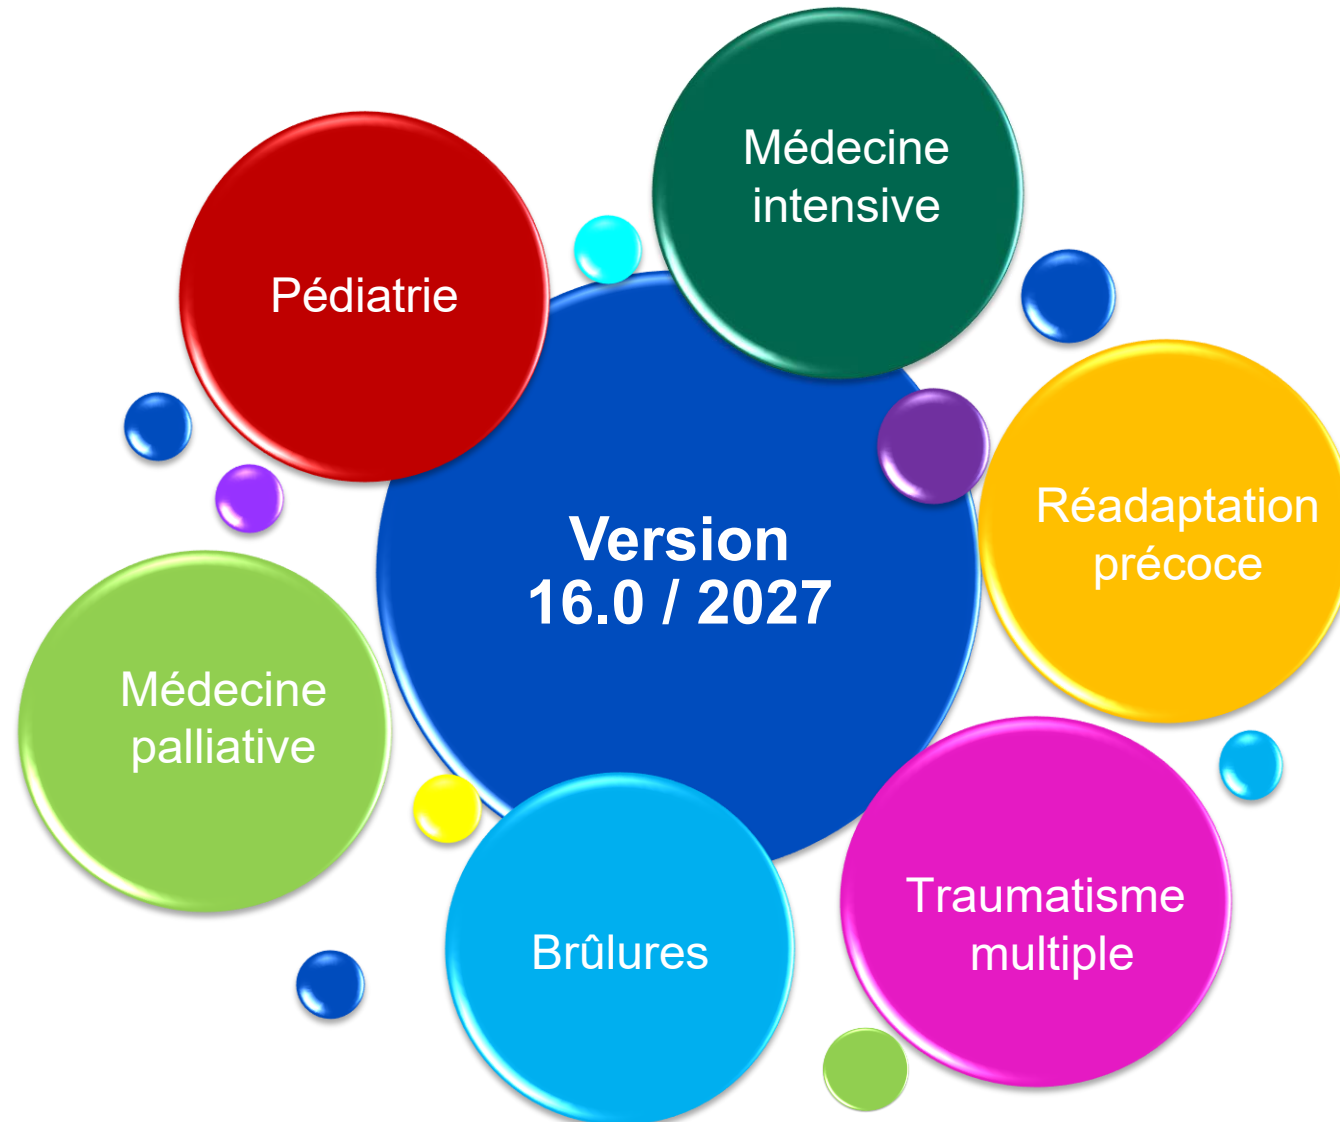 Médecine
intensive
Pédiatrie
Réadaptation
précoce
Version
16.0 / 2027
Médecine
palliative
Traumatisme
multiple
Brûlures